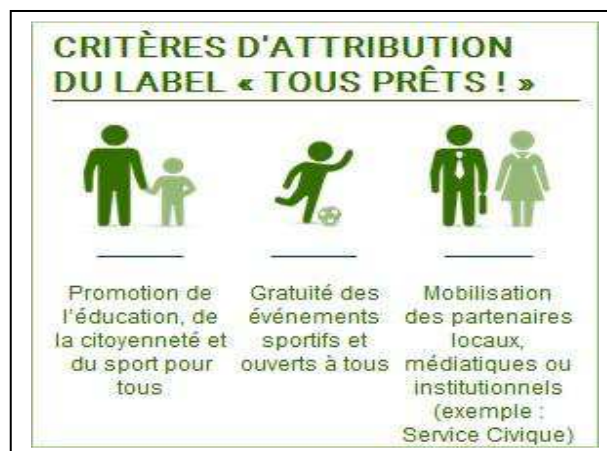 CRITÈRES D'ATTRIBUTION
DU LABEL « TOUS PRÊTS ! »
Promotion de
l'éducation, de
la citoyenneté et
du sport pour
tous
Gratuité des
événements
sportifs et
ouverts à tous
Mobilisation
des partenaires
locaux,
médiatiques ou
institutionnels
(exemple :
Service Civique)